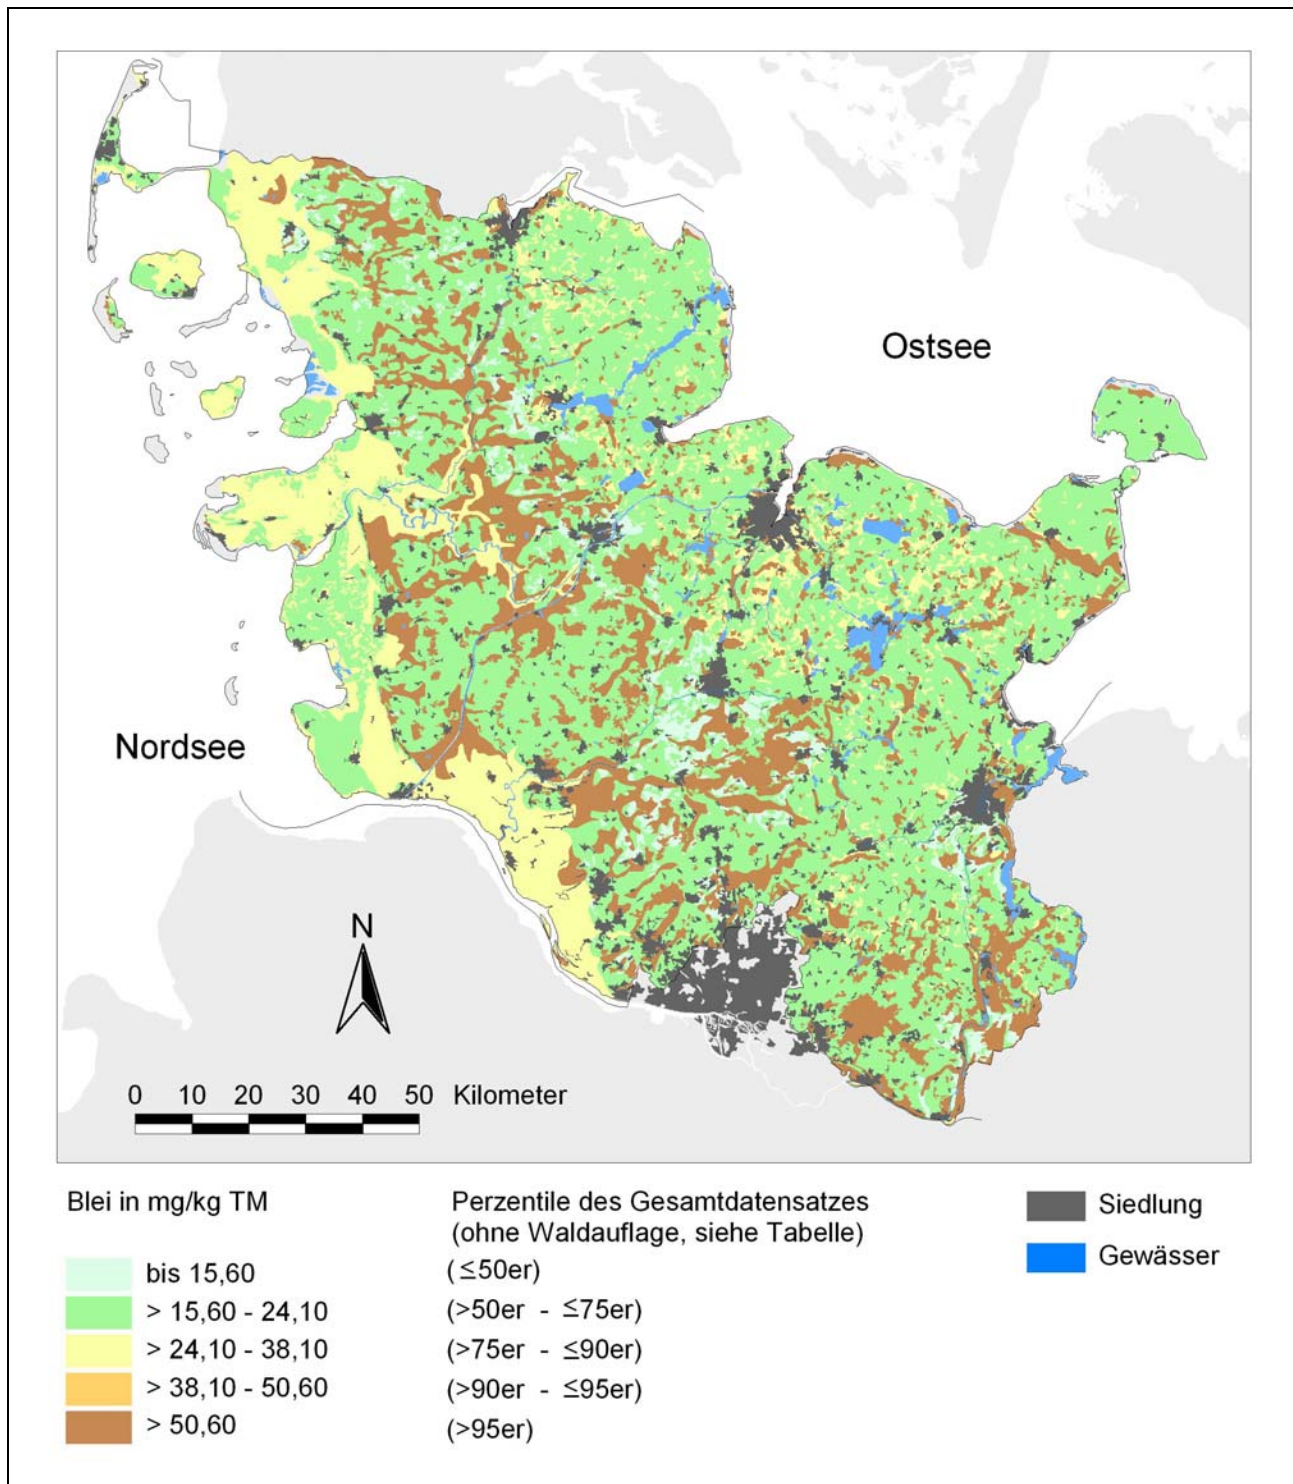 Ostsee
Nordsee
N
0 10 20 30 40 50 Kilometer
Blei in mg/kg TM
Perzentile des Gesamtdatensatzes
(ohne Waldauflage, siehe Tabelle)
bis 15,60 (≤50er)
> 15,60 - 24,10 (>50er - ≤75er)
> 24,10 - 38,10 (>75er - ≤90er)
> 38,10 - 50,60 (>90er - ≤95er)
> 50,60 (>95er)
Siedlung
Gewässer